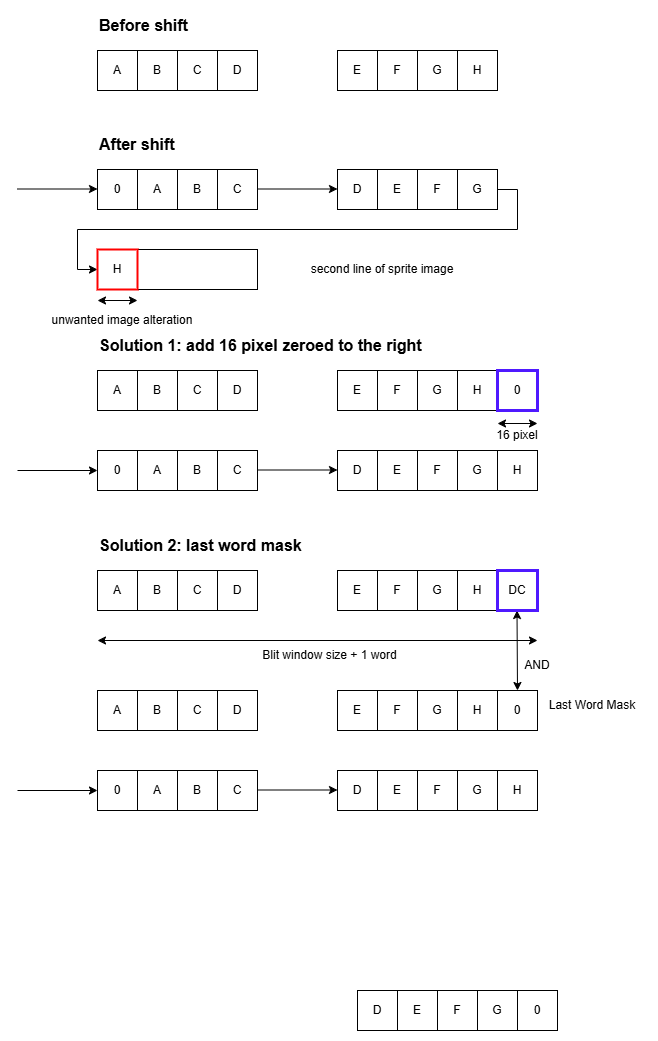 Before shift
A B C D E F G H
After shift
0 A B C D E F G
H second line of sprite image
unwanted image alteration
Solution 1: add 16 pixel zeroed to the right
A B C D E F G H 0
16 pixel
0 A B C D E F G H
Solution 2: last word mask
A B C D E F G H DC
Blit window size + 1 word
AND
A B C D E F G H 0 Last Word Mask
0 A B C D E F G H
D E F G 0